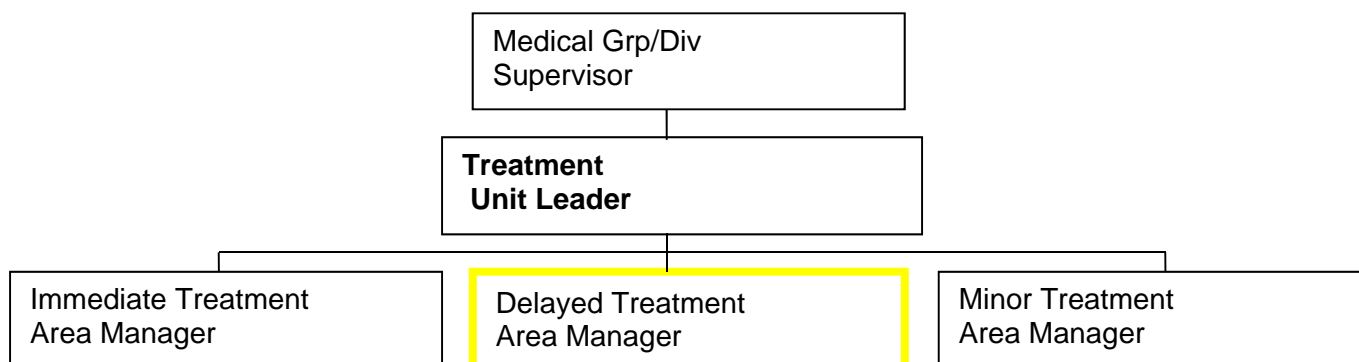 Medical Grp/Div
Supervisor
Treatment
Unit Leader
Immediate Treatment
Area Manager
Delayed Treatment
Area Manager
Minor Treatment
Area Manager